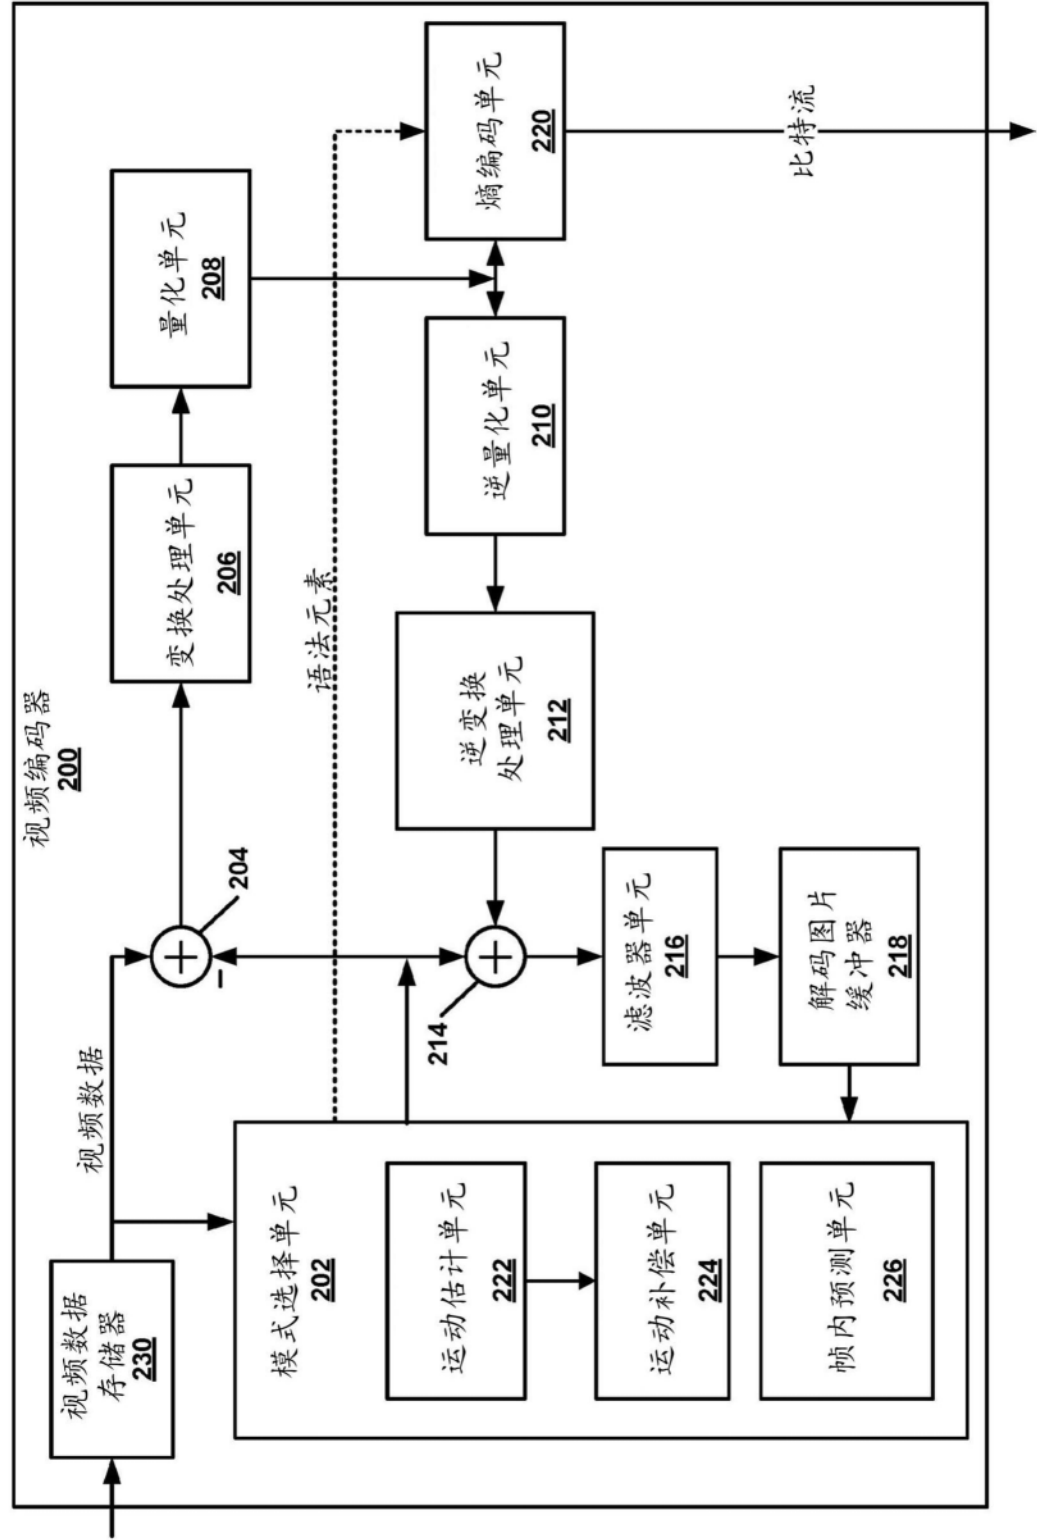 视频编码器
200
视频数据
存储器
230
视频数据
204
变换处理单元
206
量化单元
208
语法元素
模式选择单元
202
运动估计单元
222
运动补偿单元
224
帧内预测单元
226
214
逆变换
处理单元
212
逆量化单元
210
熵编码单元
220
滤波器单元
216
解码图片
缓冲器
218
比特流